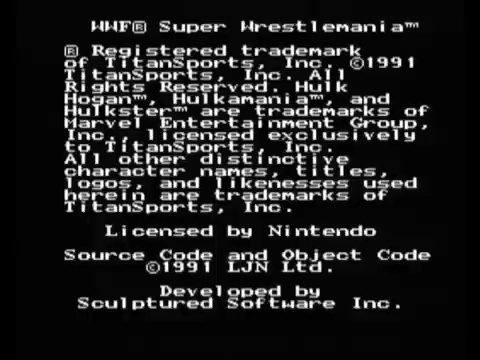 WWF® Super Wrestlemania™
® Registered trademark
of TitanSports, Inc. ©1991
TitanSports, Inc. All
Rights Reserved. Hulk
Hogan™, Hulkamania™, and
Hulkster™ are trademarks of
Marvel Entertainment Group,
Inc., licensed exclusively
to TitanSports, Inc.
All other distinctive
character names, titles,
logos, and likenesses used
herein are trademarks of
TitanSports, Inc.
Licensed by Nintendo
Source Code and Object Code
©1991 LJN Ltd.
Developed by
Sculptured Software Inc.